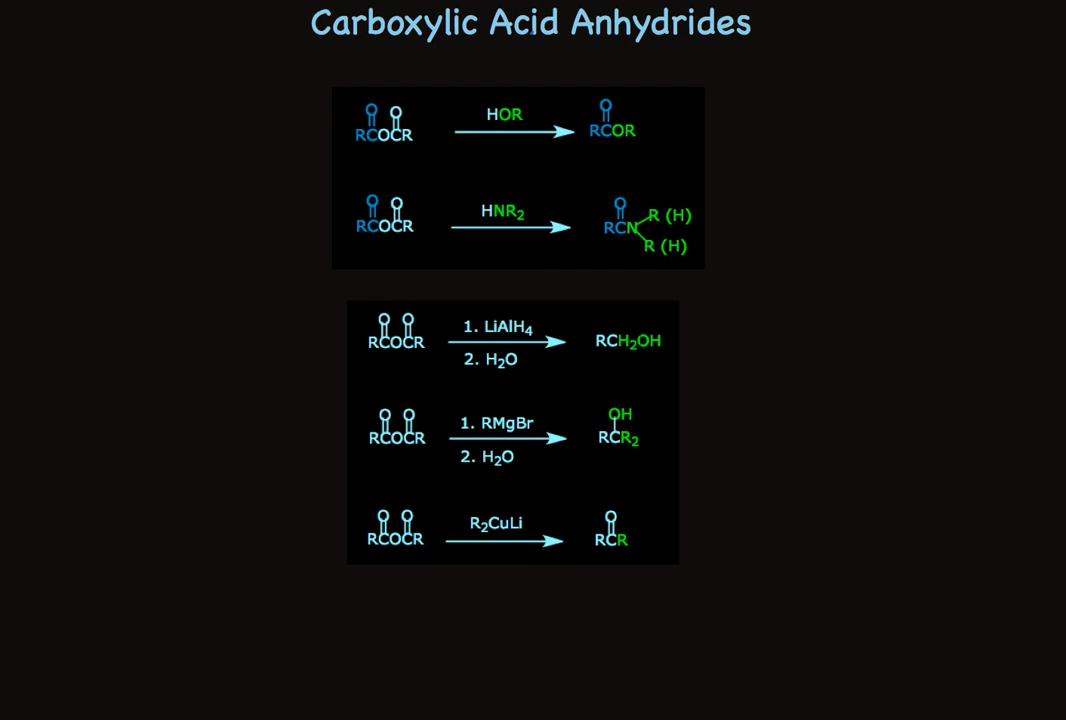 Carboxylic Acid Anhydrides
O O
RCOCR
HOR
O
RCOR
O O
RCOCR
HNR₂
O
RCN
R (H)
R (H)
O O
RCOCR
1. LiAlH₄
2. H₂O
RCH₂OH
O O
RCOCR
1. RMgBr
2. H₂O
OH
RCR₂
O O
RCOCR
R₂CuLi
O
RCR